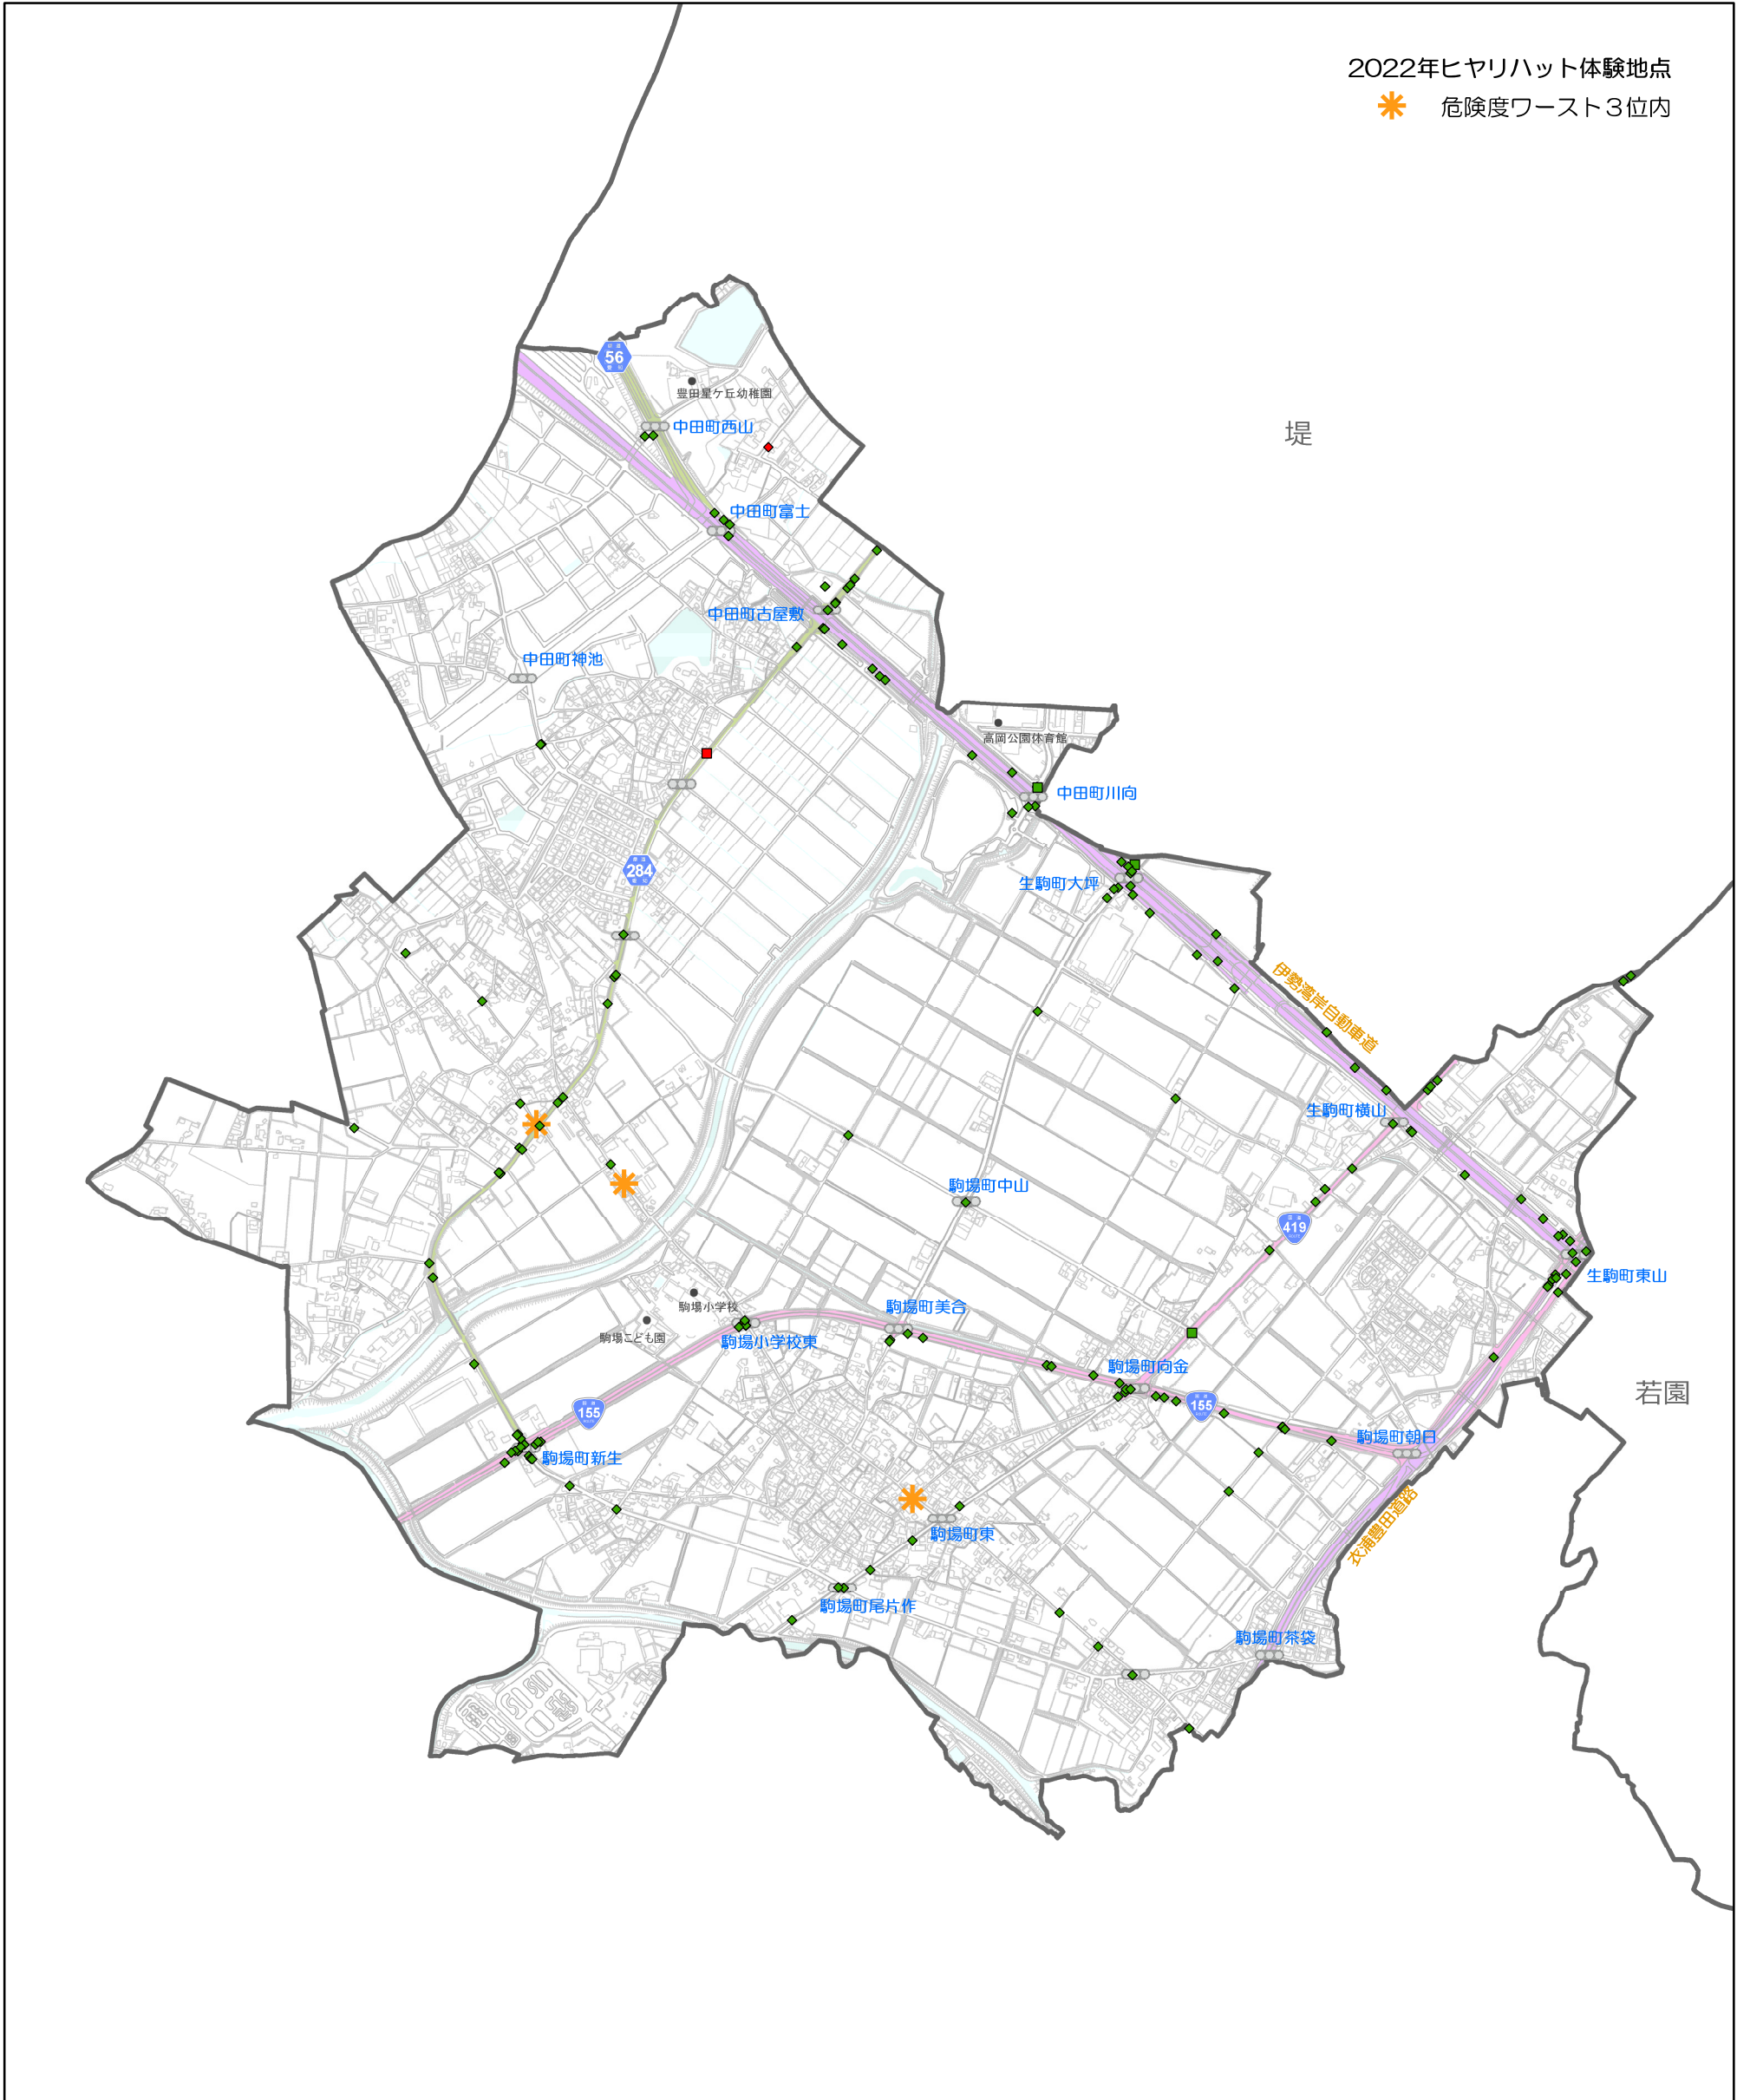 2022年ヒヤリハット体験地点
危険度ワースト3位内
56
豊田星ケ丘幼稚園
中田町西山
堤
中田町富士
中田町古屋敷
中田町神池
高岡公園体育館
中田町川向
284
生駒町大坪
伊勢湾岸自動車道
生駒町横山
駒場町中山
419
生駒町東山
駒場小学校
駒場こども園
駒場小学校東
駒場町美合
駒場町向金
155
155
若園
駒場町新生
駒場町朝日
衣浦豊田道路
駒場町東
駒場町尾片作
駒場町茶袋